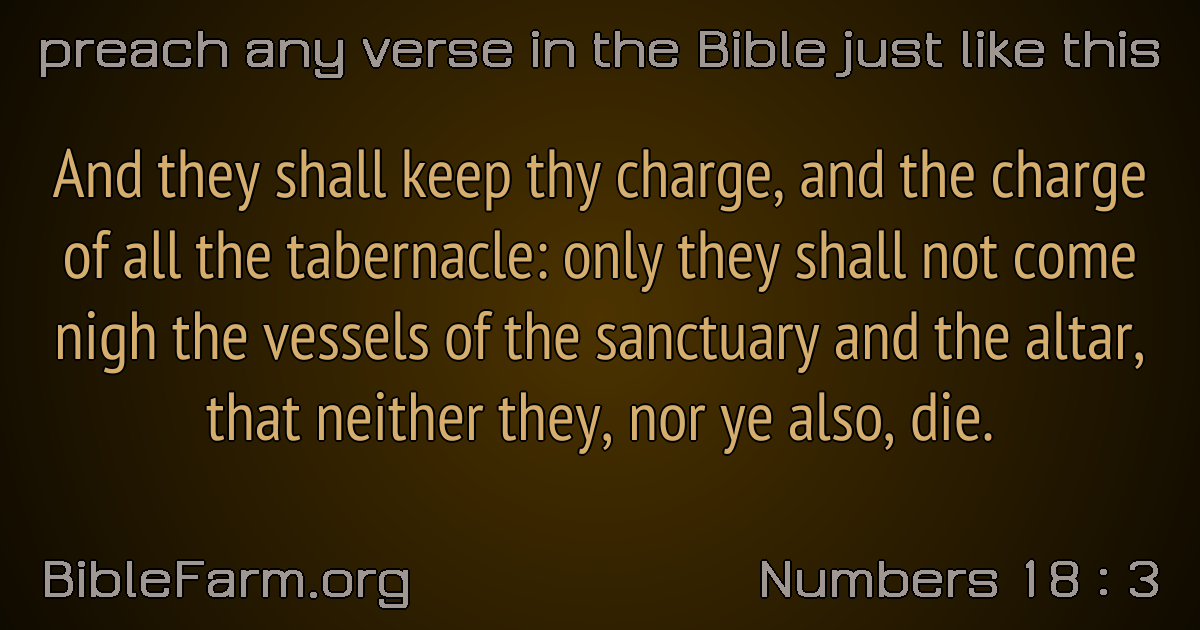 preach any verse in the Bible just like this
And they shall keep thy charge, and the charge
of all the tabernacle: only they shall not come
nigh the vessels of the sanctuary and the altar,
that neither they, nor ye also, die.
BibleFarm.org
Numbers 18 : 3